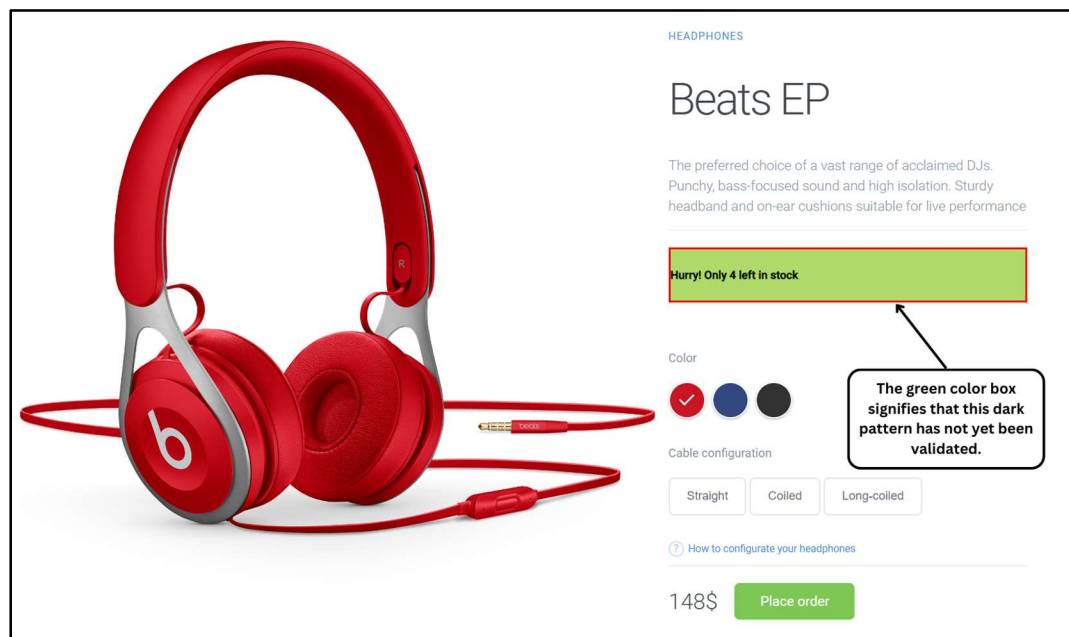 HEADPHONES
Beats EP
The preferred choice of a vast range of acclaimed DJs.
Punchy, bass-focused sound and high isolation. Sturdy
headband and on-ear cushions suitable for live performance
Hurry! Only 4 left in stock
Color
The green color box
signifies that this dark
pattern has not yet been
validated.
Cable configuration
Straight Coiled Long-coiled
? How to configurate your headphones
148$ Place order
R
b
beats